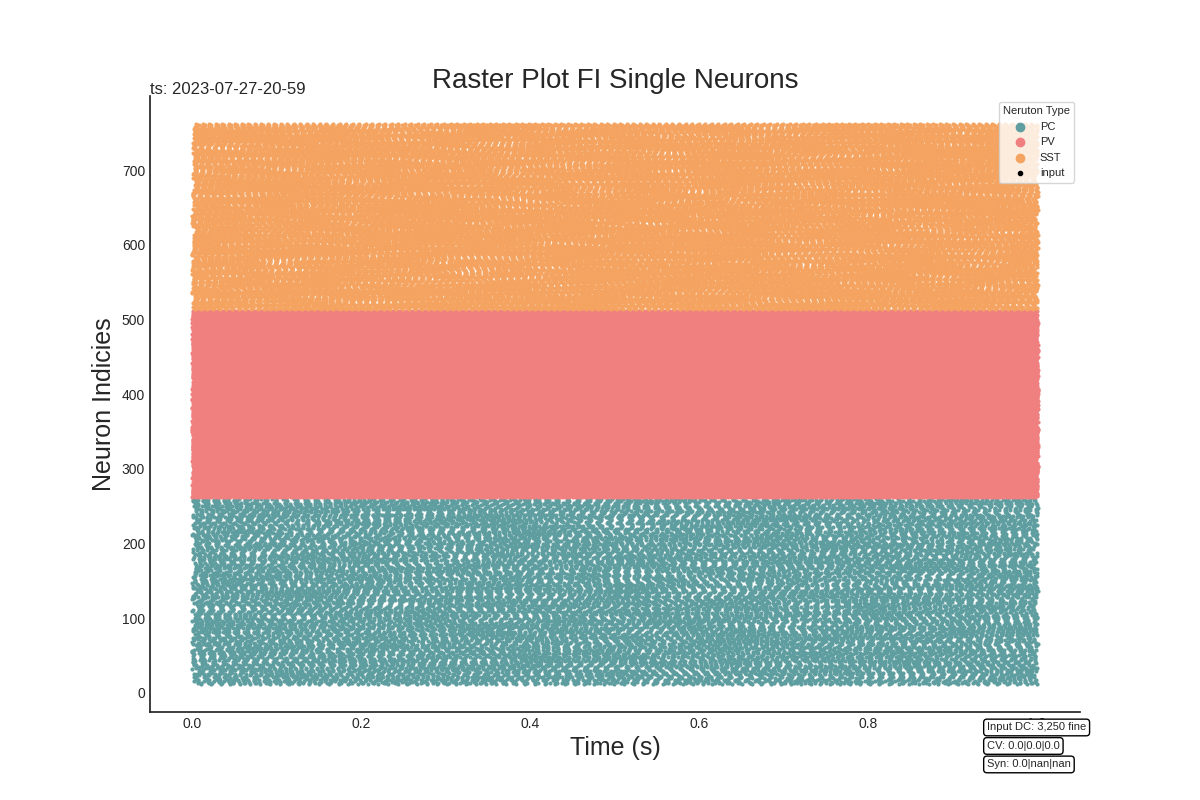 Raster Plot FI Single Neurons
ts: 2023-07-27-20-59
Neruton Type
PC
PV
SST
input
Neuron Indicies
700
600
500
400
300
200
100
0
0.0 0.2 0.4 0.6 0.8
Time (s)
Input DC: 3,250 fine
CV: 0.0|0.0|0.0
Syn: 0.0|nan|nan